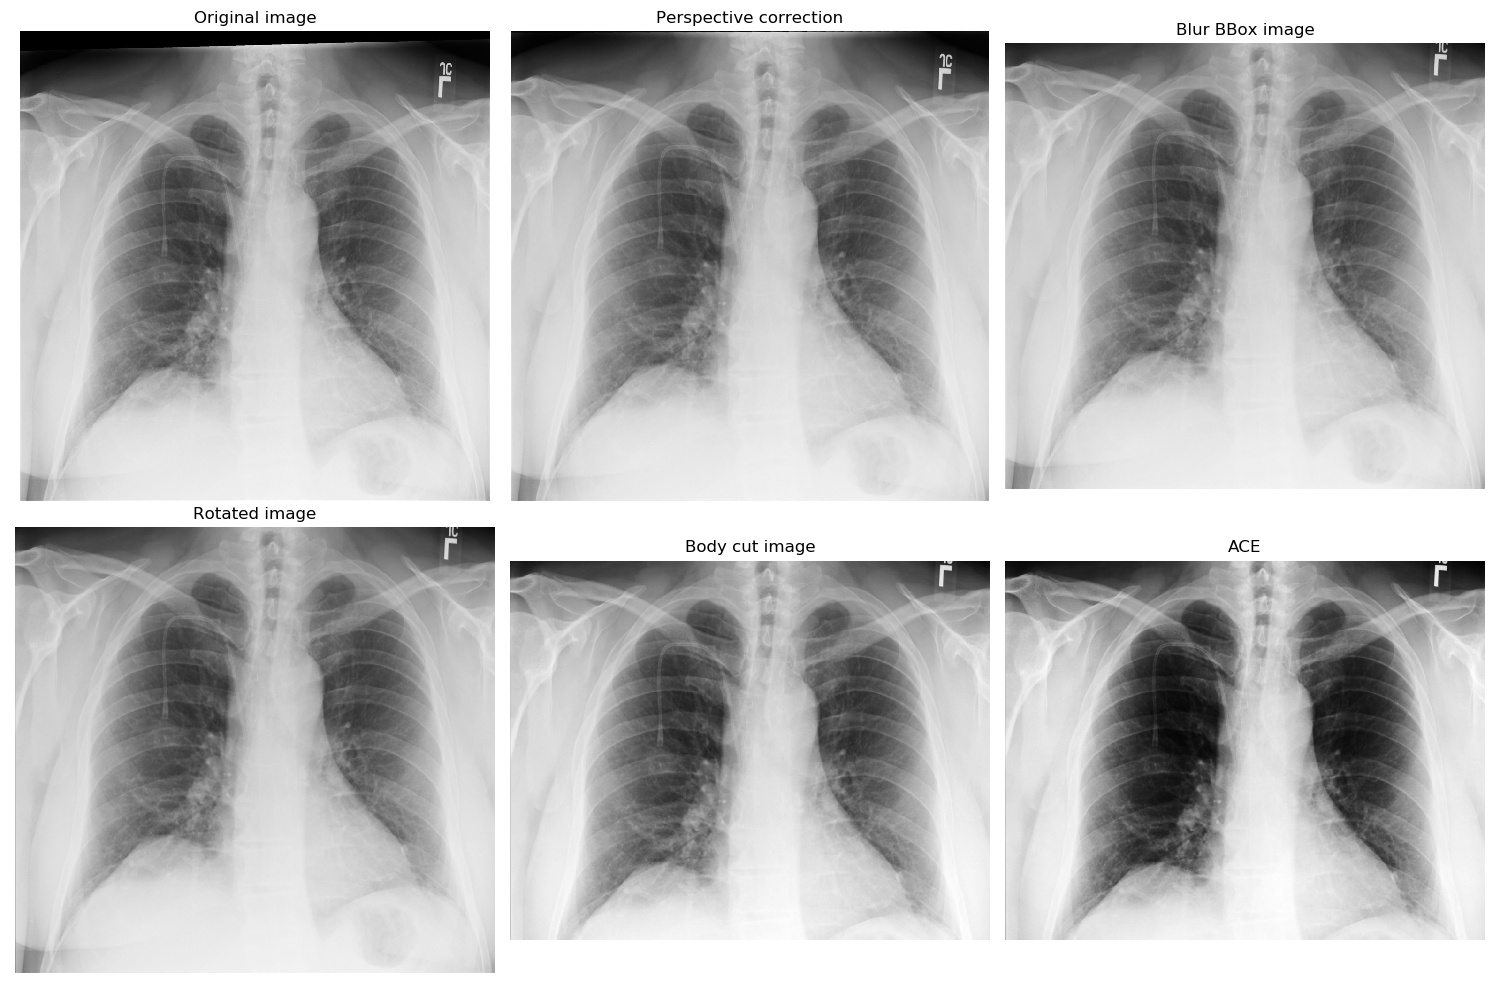 Original image
Perspective correction
Blur BBox image
L
L
L
Rotated image
Body cut image
ACE
L
L
L